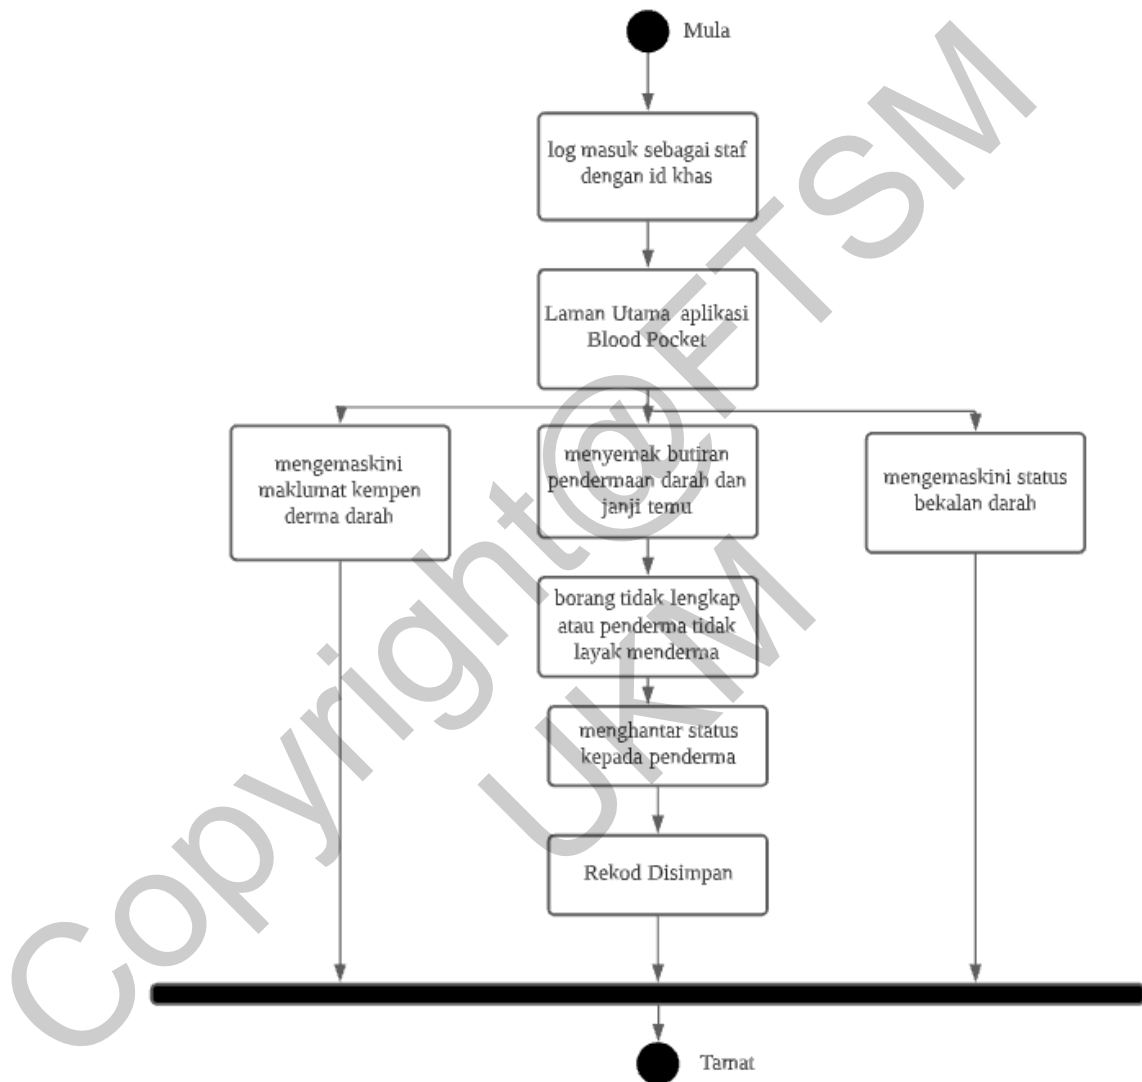 Mula
log masuk sebagai staf
dengan id khas
Laman Utama aplikasi
Blood Pocket
mengemaskini
maklumat kempen
derma darah
menyemak butiran
pendermaan darah dan
janji temu
mengemaskini status
bekalan darah
borang tidak lengkap
atau penderma tidak
layak menderma
menghantar status
kepada penderma
Rekod Disimpan
Tamat
Copyright@FTSM
UKM